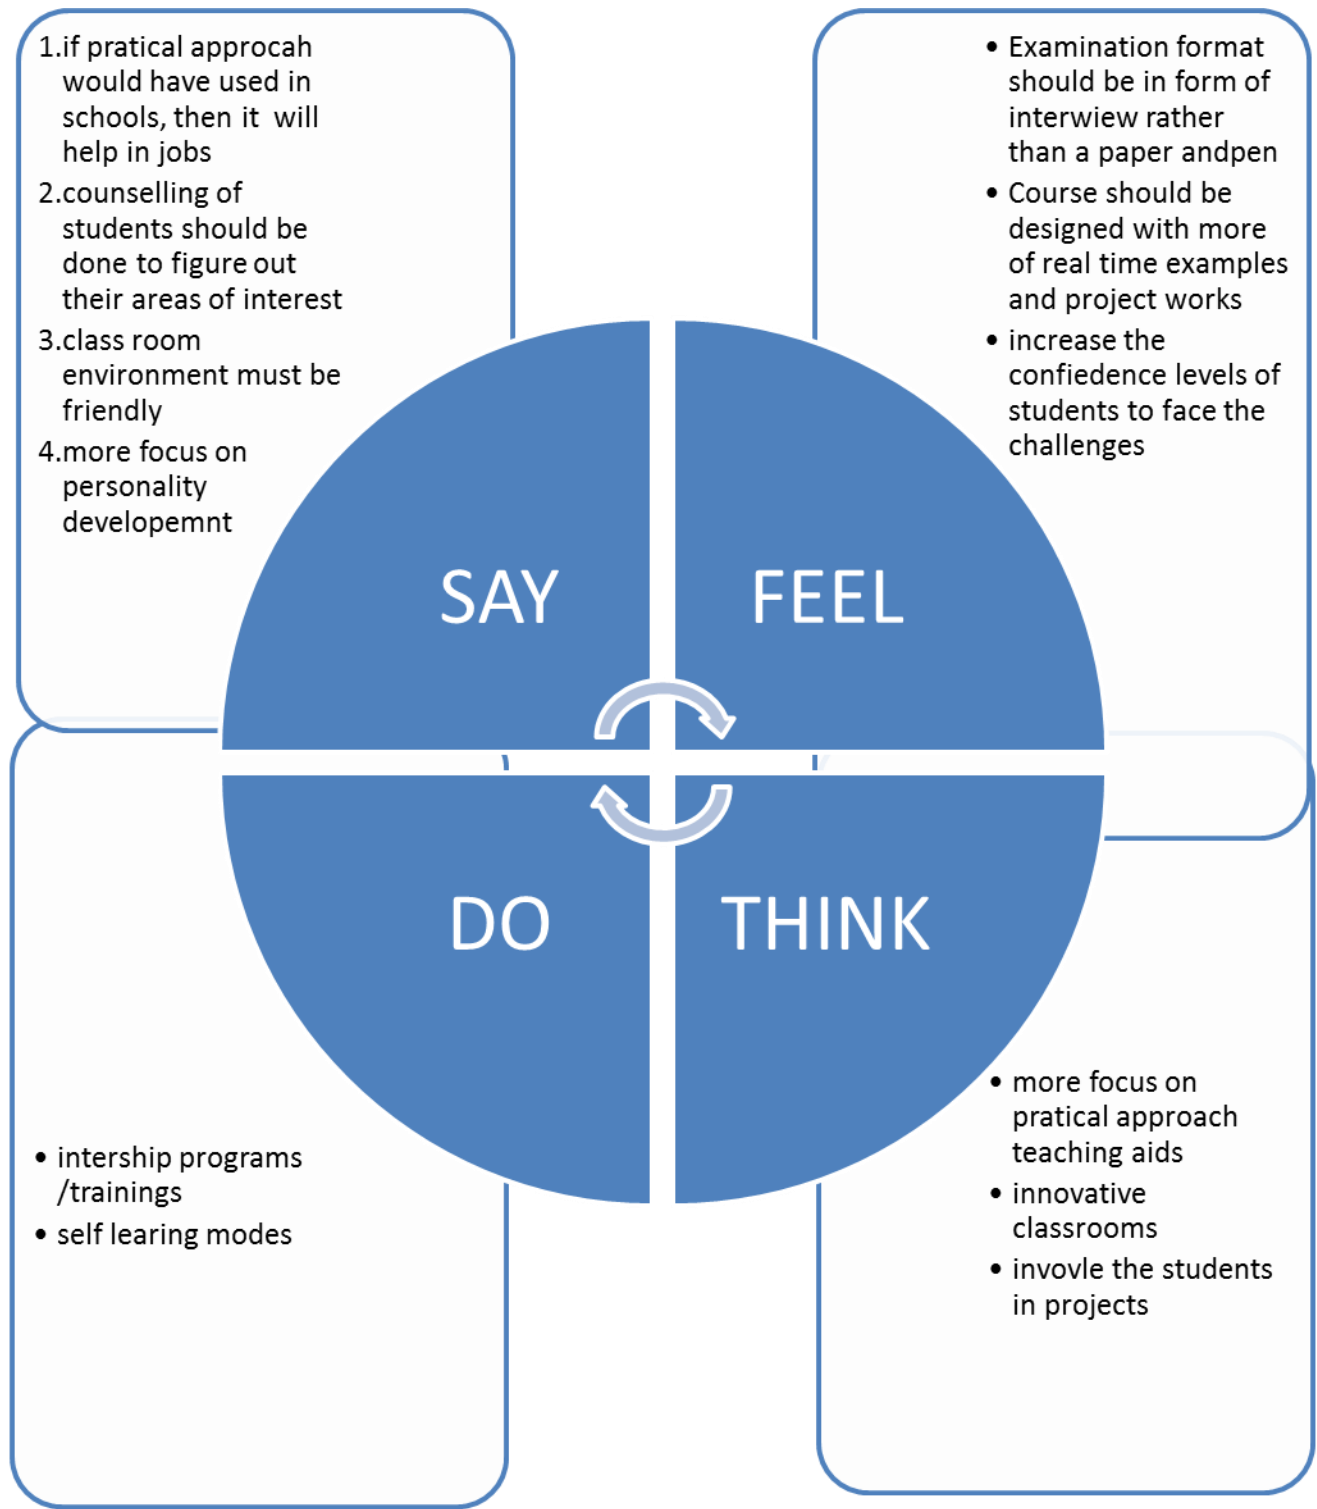 1.if pratical approcah
would have used in
schools, then it will
help in jobs
2.counselling of
students should be
done to figure out
their areas of interest
3.class room
environment must be
friendly
4.more focus on
personality
developemnt
• Examination format
should be in form of
interwiew rather
than a paper andpen
• Course should be
designed with more
of real time examples
and project works
• increase the
confiedence levels of
students to face the
challenges
SAY
FEEL
DO
THINK
• intership programs
/trainings
• self learing modes
• more focus on
pratical approach
teaching aids
• innovative
classrooms
• invovle the students
in projects